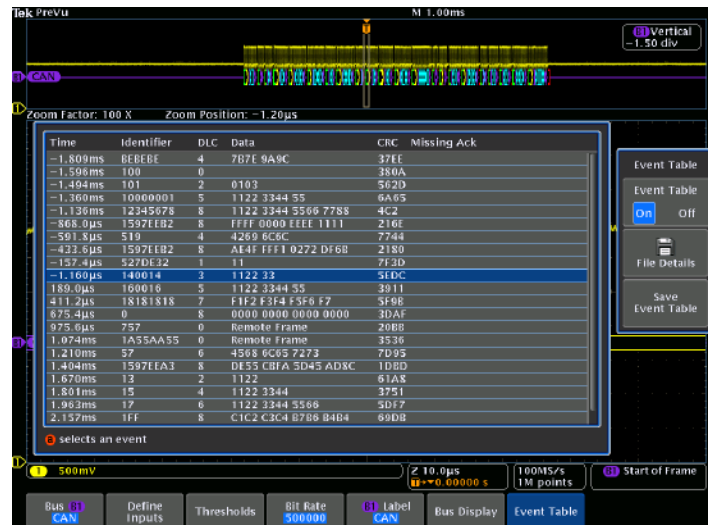 Tek PreVu M 1.00ms
T
B1 Vertical
-1.50 div
B1 CAN
1
Zoom Factor: 100 X Zoom Position: -1.20µs
Time Identifier DLC Data CRC Missing Ack
-1.809ms BEBEBE 4 7B7E 9A9C 37EE
-1.596ms 100 0 380A
-1.494ms 101 2 0103 562D
-1.360ms 10000001 5 1122 3344 55 6A65
-1.136ms 12345678 8 1122 3344 5566 7788 4C2
-868.0µs 1597EEB2 8 FFFF 0000 EEEE 1111 216E
-591.8µs 519 4 4269 6C6C 7744
-433.6µs 1597EEB2 8 AE4F FFF1 0272 DF6B 2180
-157.4µs 527DE32 1 11 7F3D
-1.160µs 140014 3 1122 33 5EDC
189.0µs 160016 5 1122 3344 55 3911
411.2µs 18181818 7 F1F2 F3F4 F5F6 F7 5F9B
675.4µs 0 8 0000 0000 0000 0000 3DAF
975.6µs 757 0 Remote Frame 20BB
1.074ms 1A55AA55 0 Remote Frame 3536
1.210ms 57 6 4568 6C65 7273 7D95
1.404ms 1597EEA3 8 DE55 CBFA 5D45 AD8C 1DBD
1.670ms 13 2 1122 61A8
1.801ms 15 4 1122 3344 3751
1.963ms 17 6 1122 3344 5566 5DF7
2.157ms 1FF 8 C1C2 C3C4 B7B6 B4B4 69DB
a selects an event
Event Table
Event Table
On Off
File Details
Save
Event Table
B1
1
1 500mV
Z 10.0µs
T→▼0.00000 s
100MS/s
1M points
B1 Start of Frame
Bus B1
CAN
Define
Inputs
Thresholds
Bit Rate
500000
B1 Label
CAN
Bus Display
Event Table